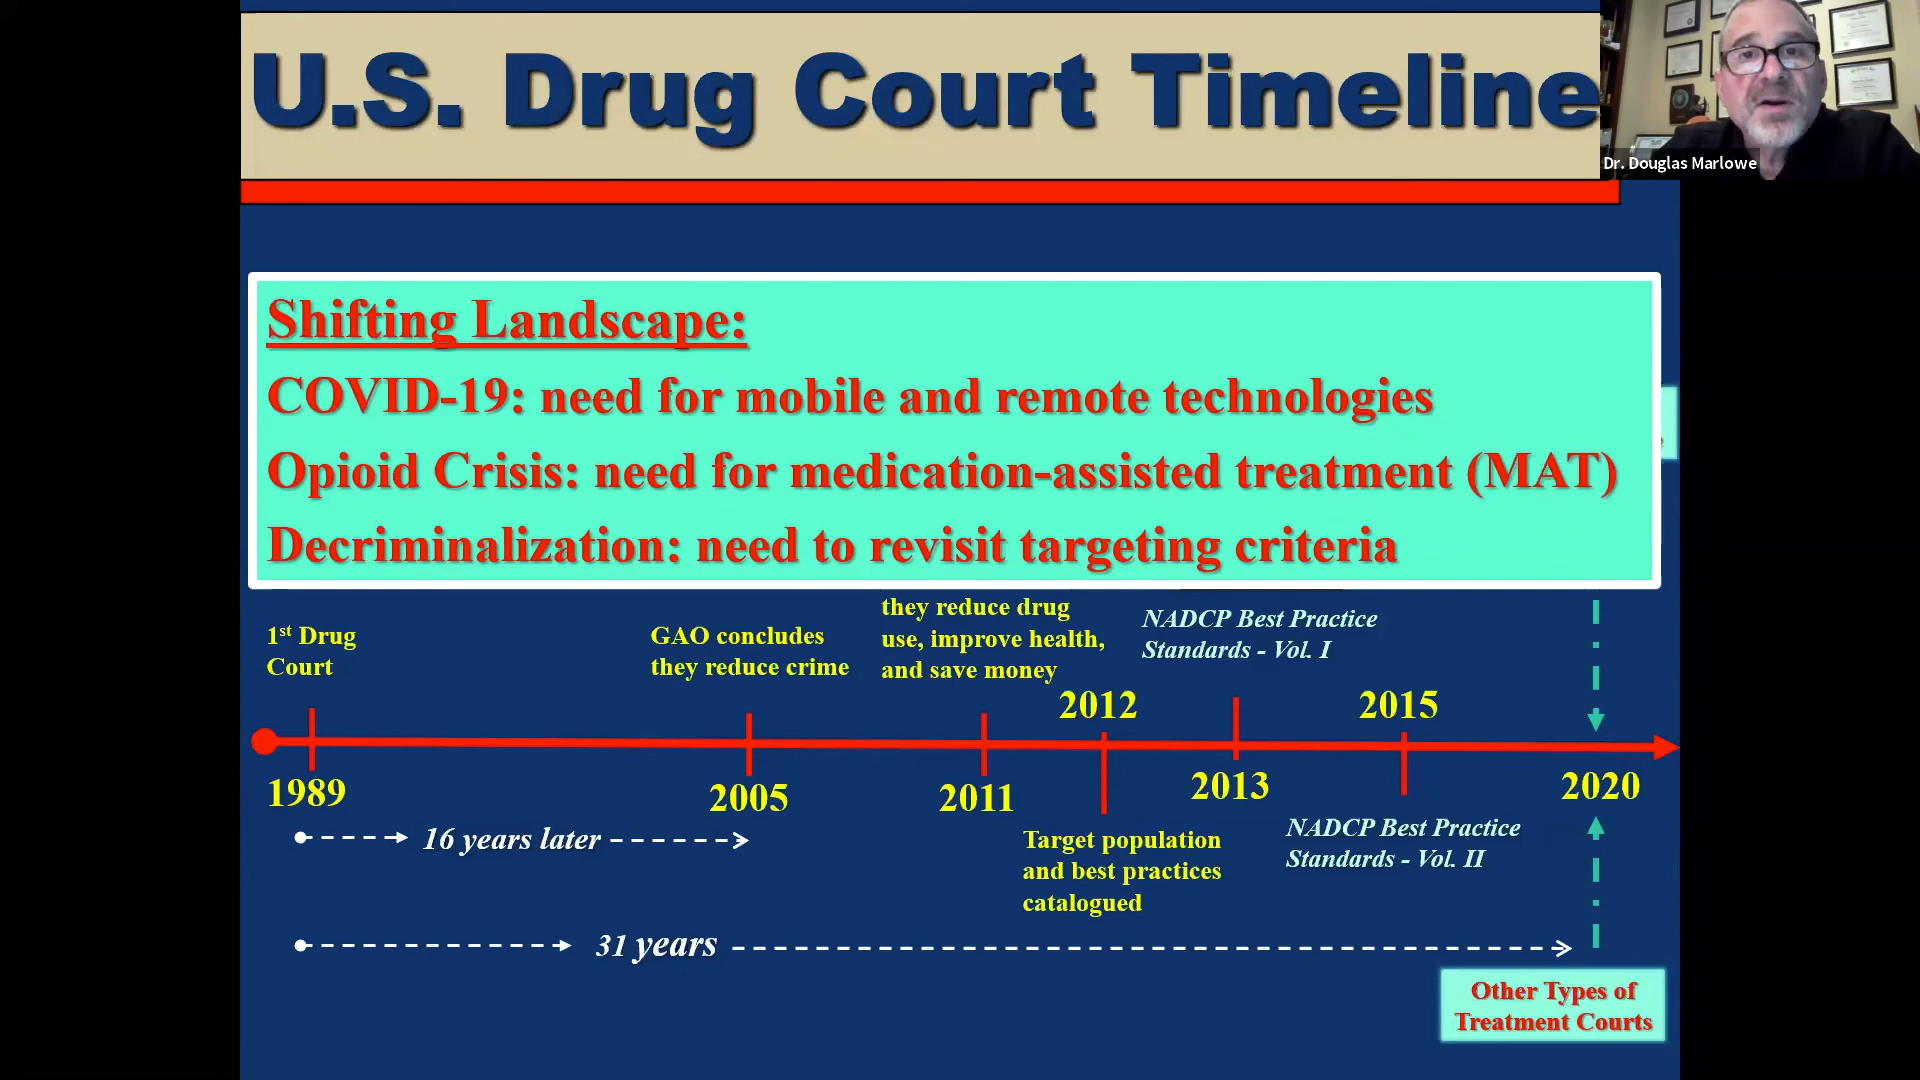 U.S. Drug Court Timeline
Dr. Douglas Marlowe
Shifting Landscape:
COVID-19: need for mobile and remote technologies
Opioid Crisis: need for medication-assisted treatment (MAT)
Decriminalization: need to revisit targeting criteria
1st Drug
Court
GAO concludes
they reduce crime
they reduce drug
use, improve health,
and save money
NADCP Best Practice
Standards - Vol. I
2012
2015
1989
2005
2011
2013
2020
16 years later
Target population
and best practices
catalogued
NADCP Best Practice
Standards - Vol. II
31 years
Other Types of
Treatment Courts